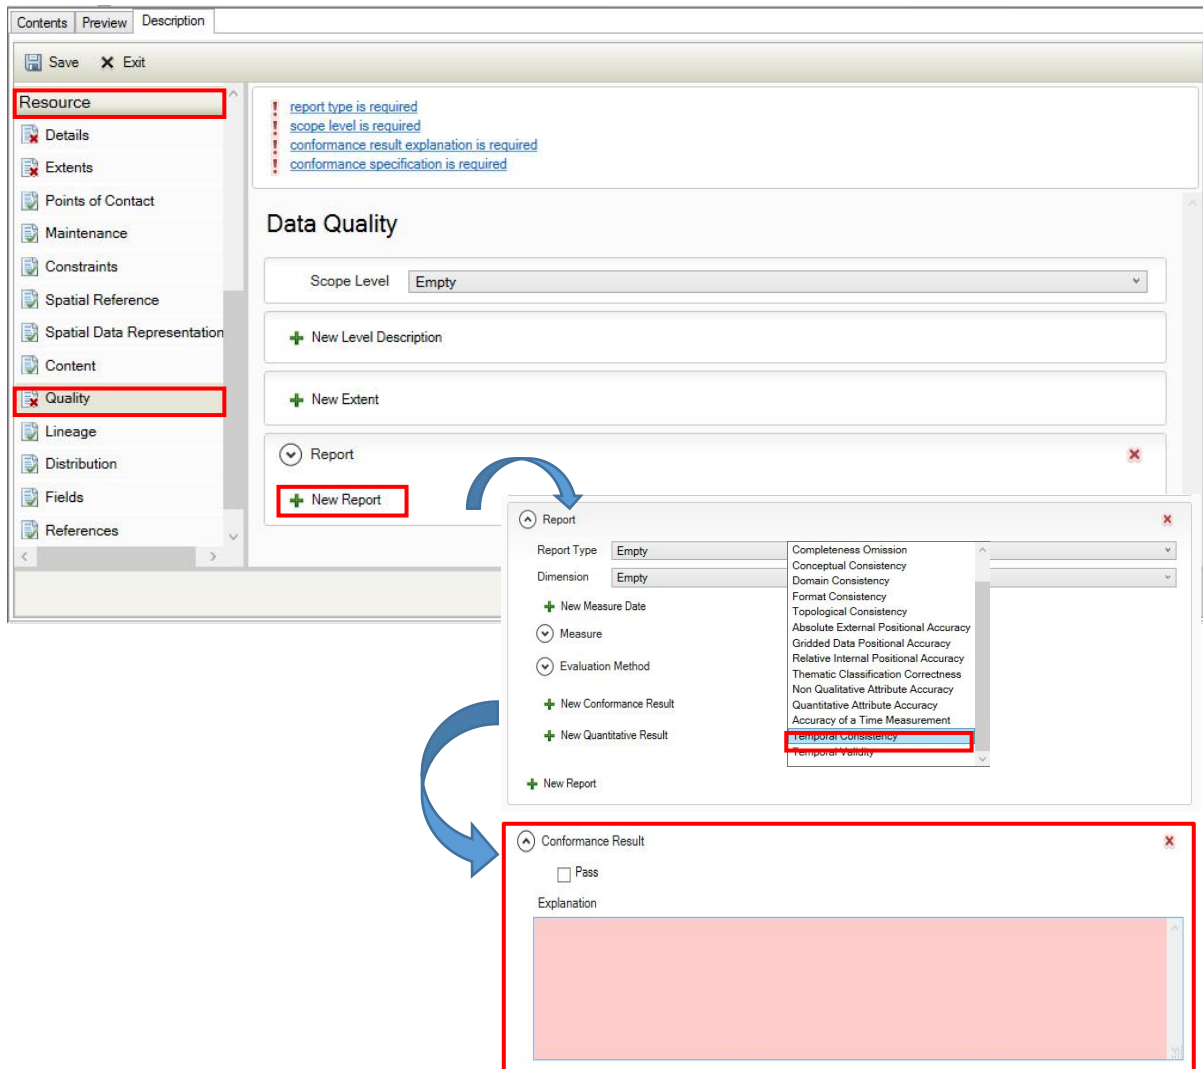 Contents Preview Description
Save Exit
Resource
Details
Extents
Points of Contact
Maintenance
Constraints
Spatial Reference
Spatial Data Representation
Content
Quality
Lineage
Distribution
Fields
References
report type is required
scope level is required
conformance result explanation is required
conformance specification is required
Data Quality
Scope Level Empty
New Level Description
New Extent
Report
New Report
Report
Report Type Empty
Dimension Empty
New Measure Date
Measure
Evaluation Method
New Conformance Result
New Quantitative Result
New Report
Completeness Omission
Conceptual Consistency
Domain Consistency
Format Consistency
Topological Consistency
Absolute External Positional Accuracy
Gridded Data Positional Accuracy
Relative Internal Positional Accuracy
Thematic Classification Correctness
Non Qualitative Attribute Accuracy
Quantitative Attribute Accuracy
Accuracy of a Time Measurement
Temporal Consistency
Temporal Validity
Conformance Result
Pass
Explanation